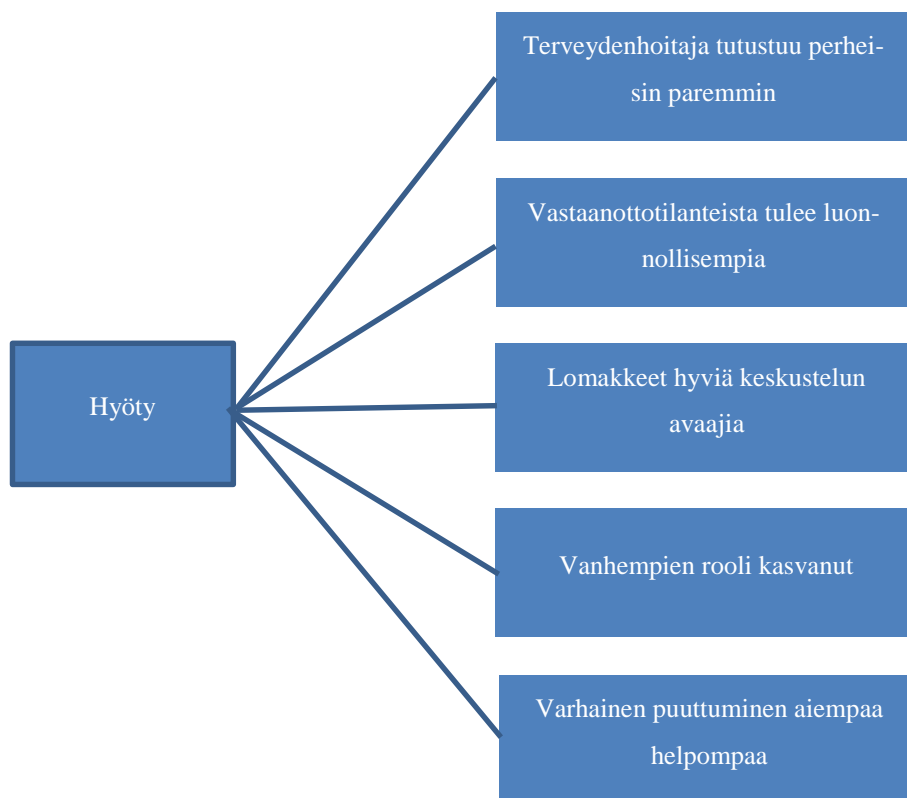 Terveydenhoitaja tutustuu perhei-
sin paremmin
Vastaanottotilanteista tulee luon-
nollisempia
Lomakkeet hyviä keskustelun
avaajia
Hyöty
Vanhempien rooli kasvanut
Varhainen puuttuminen aiempaa
helpompaa